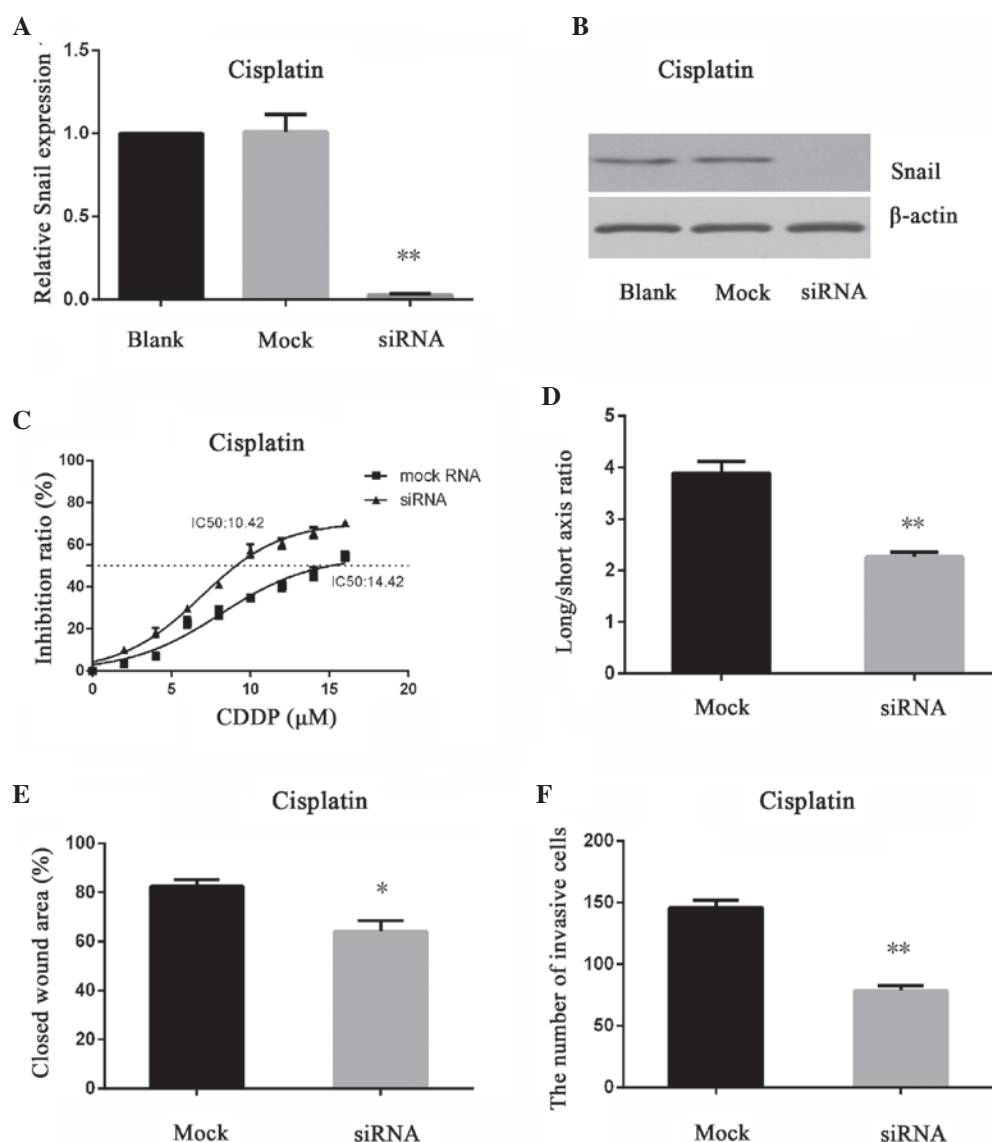 A
Cisplatin
Relative Snail expression
1.5
1.0
0.5
0.0
**
Blank
Mock
siRNA
B
Cisplatin
Snail
β-actin
Blank
Mock
siRNA
C
Cisplatin
Inhibition ratio (%)
100
80
60
40
20
0
mock RNA
siRNA
IC50:10.42
IC50:14.42
0
5
10
15
20
CDDP (μM)
D
Long/short axis ratio
5
4
3
2
1
0
**
Mock
siRNA
E
Cisplatin
Closed wound area (%)
100
80
60
40
20
0
*
Mock
siRNA
F
Cisplatin
The number of invasive cells
200
150
100
50
0
**
Mock
siRNA